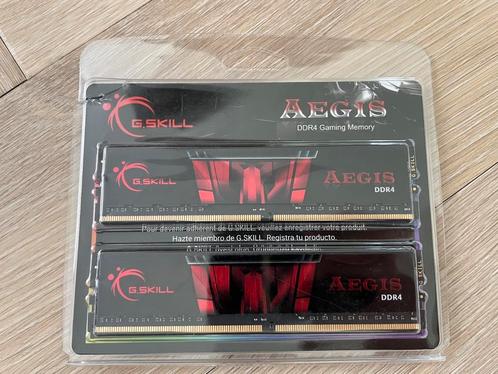 G.SKILL
AEGIS
DDR4 Gaming Memory
G.SKILL
AEGIS
DDR4
G.SKILL
Pour devenir adhérent de G.SKILL, veuillez enregistrer votre produit.
Hazte miembro de G.SKILL. Registra tu producto.
G.SKILL
AEGIS
DDR4